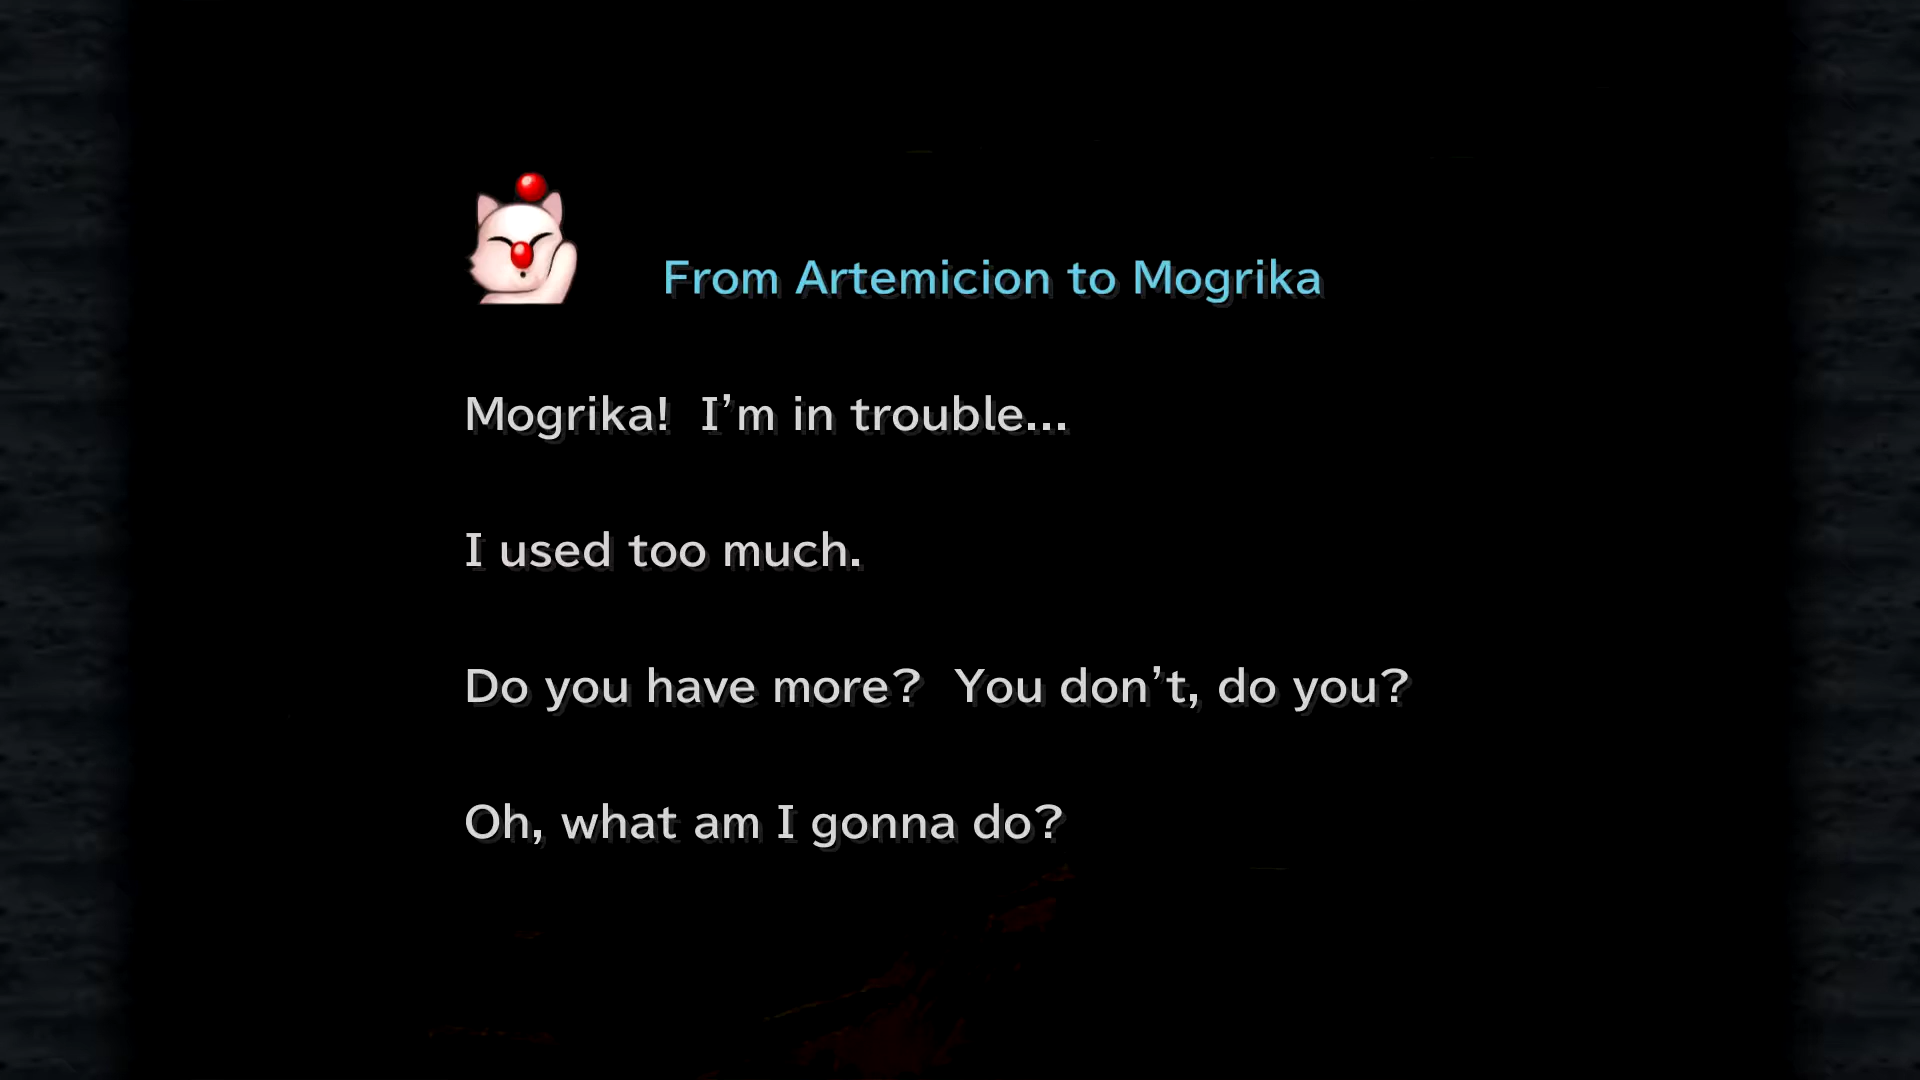 From Artemicion to Mogrika
Mogrika!  I’m in trouble...
I used too much.
Do you have more?  You don’t, do you?
Oh, what am I gonna do?